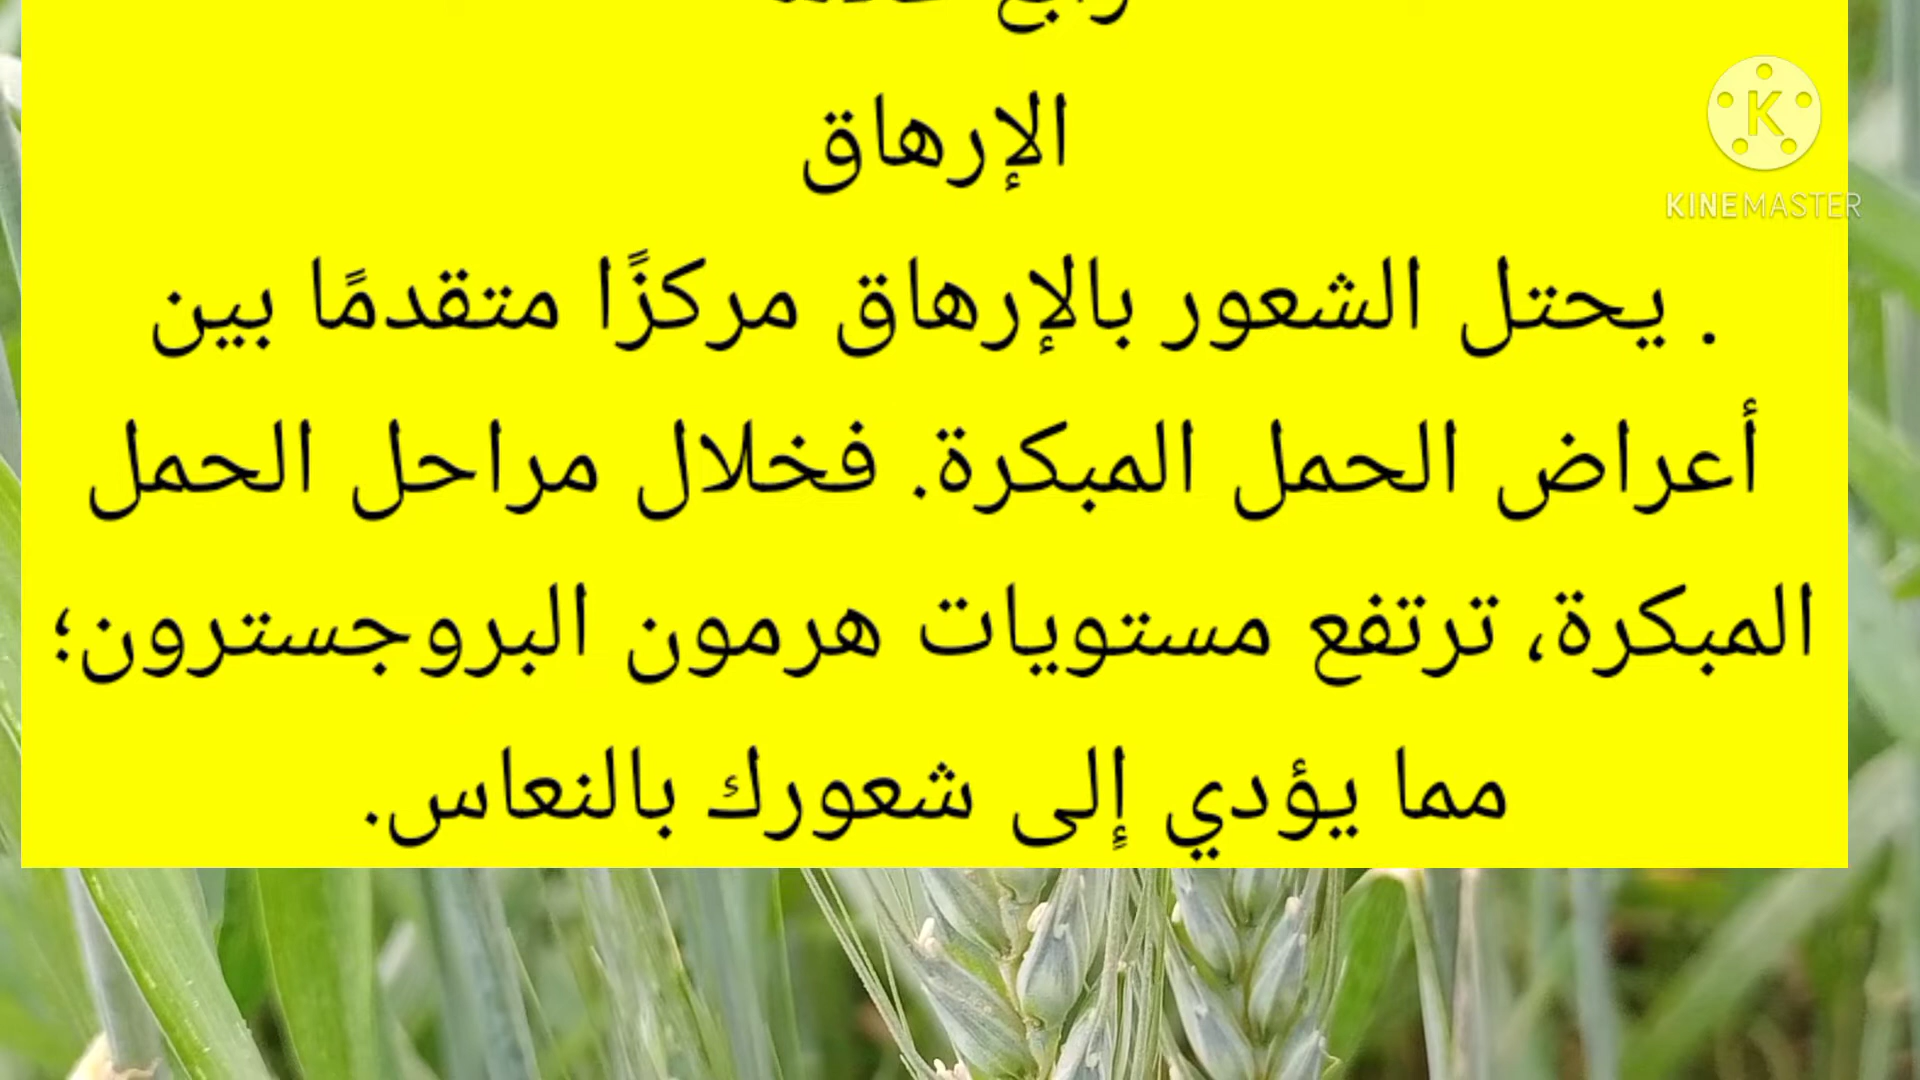 الإرهاق
. يحتل الشعور بالإرهاق مركزًا متقدمًا بين
أعراض الحمل المبكرة. فخلال مراحل الحمل
المبكرة، ترتفع مستويات هرمون البروجسترون؛
مما يؤدي إلى شعورك بالنعاس.
K
KINEMASTER